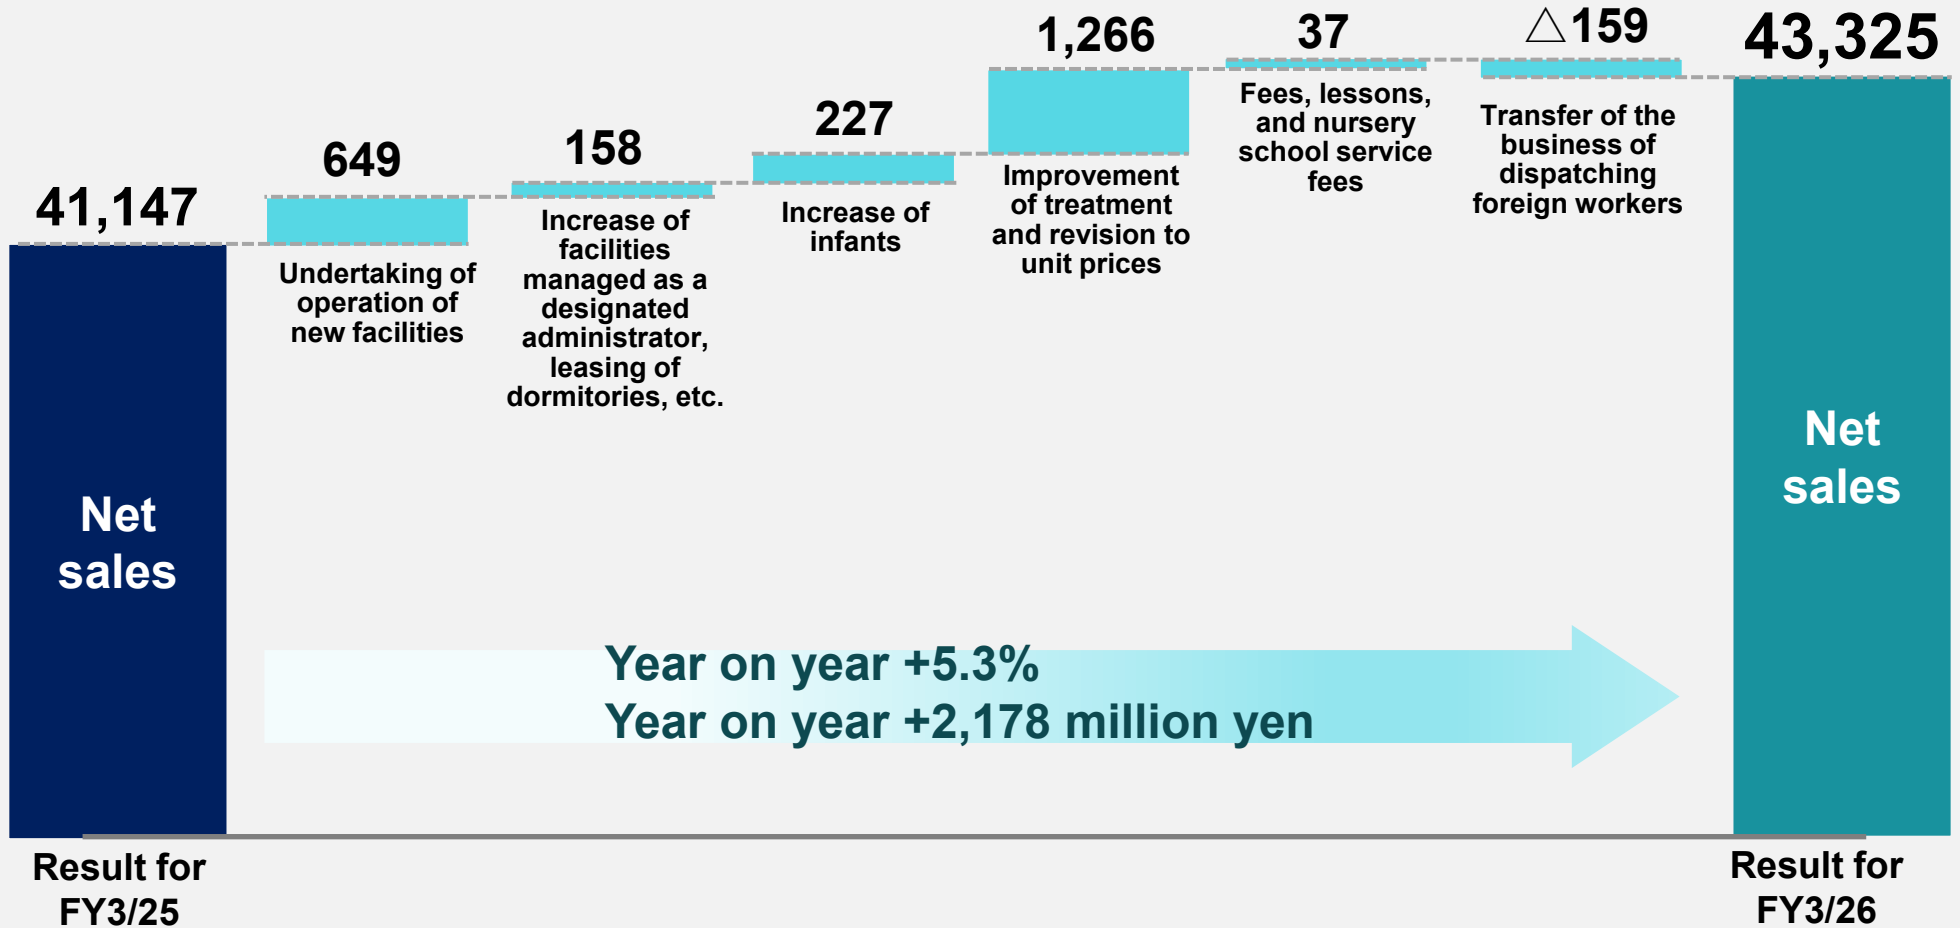 41,147
Net
sales
Result for
FY3/25
649
Undertaking of
operation of
new facilities
158
Increase of
facilities
managed as a
designated
administrator,
leasing of
dormitories, etc.
227
Increase of
infants
1,266
Improvement
of treatment
and revision to
unit prices
37
Fees, lessons,
and nursery
school service
fees
△159
Transfer of the
business of
dispatching
foreign workers
43,325
Net
sales
Result for
FY3/26
Year on year +5.3%
Year on year +2,178 million yen